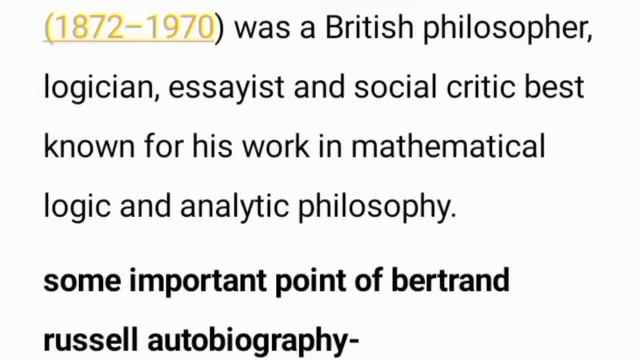 (1872–1970) was a British philosopher,
logician, essayist and social critic best
known for his work in mathematical
logic and analytic philosophy.
some important point of bertrand
russell autobiography-